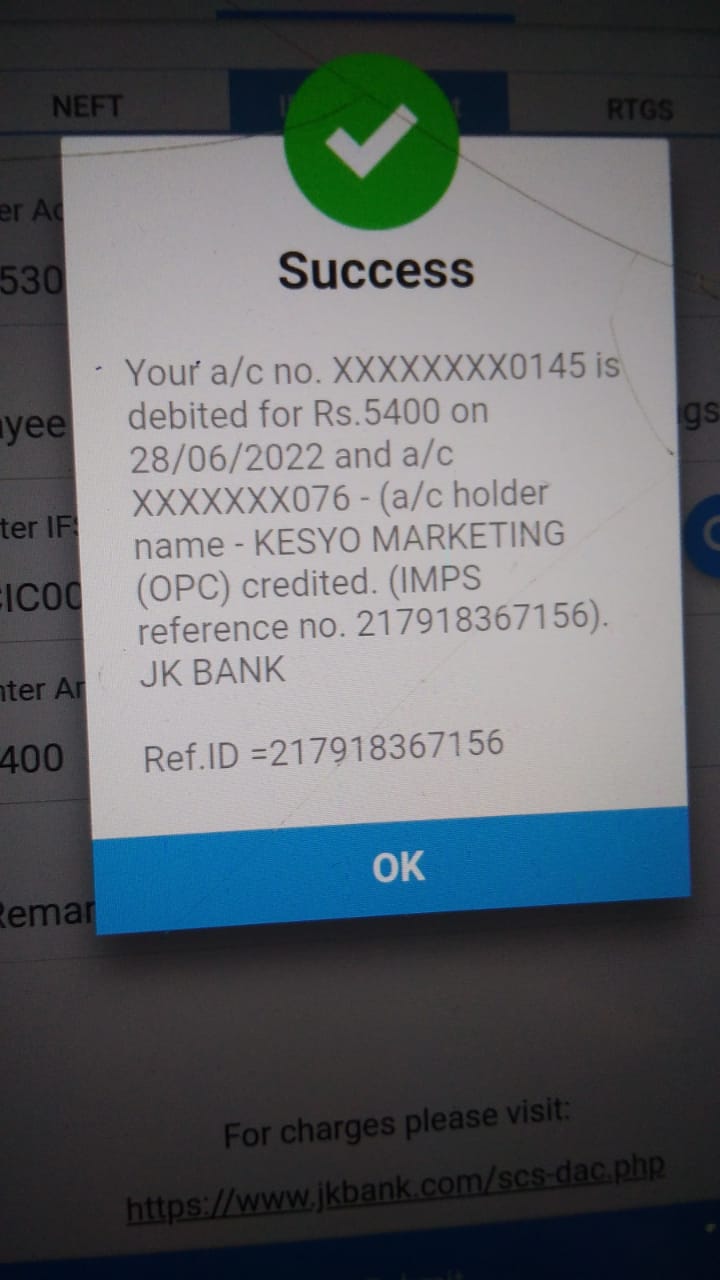 NEFT
RTGS
er Ac
530
Success
Your a/c no. XXXXXXXX0145 is
debited for Rs.5400 on
28/06/2022 and a/c
XXXXXXX076 - (a/c holder
name - KESYO MARKETING
(OPC) credited. (IMPS
reference no. 217918367156).
JK BANK
Ref.ID =217918367156
OK
yee
gs
ter IF
CIC00
nter Ar
400
Remar
For charges please visit:
https://www.jkbank.com/scs-dac.php